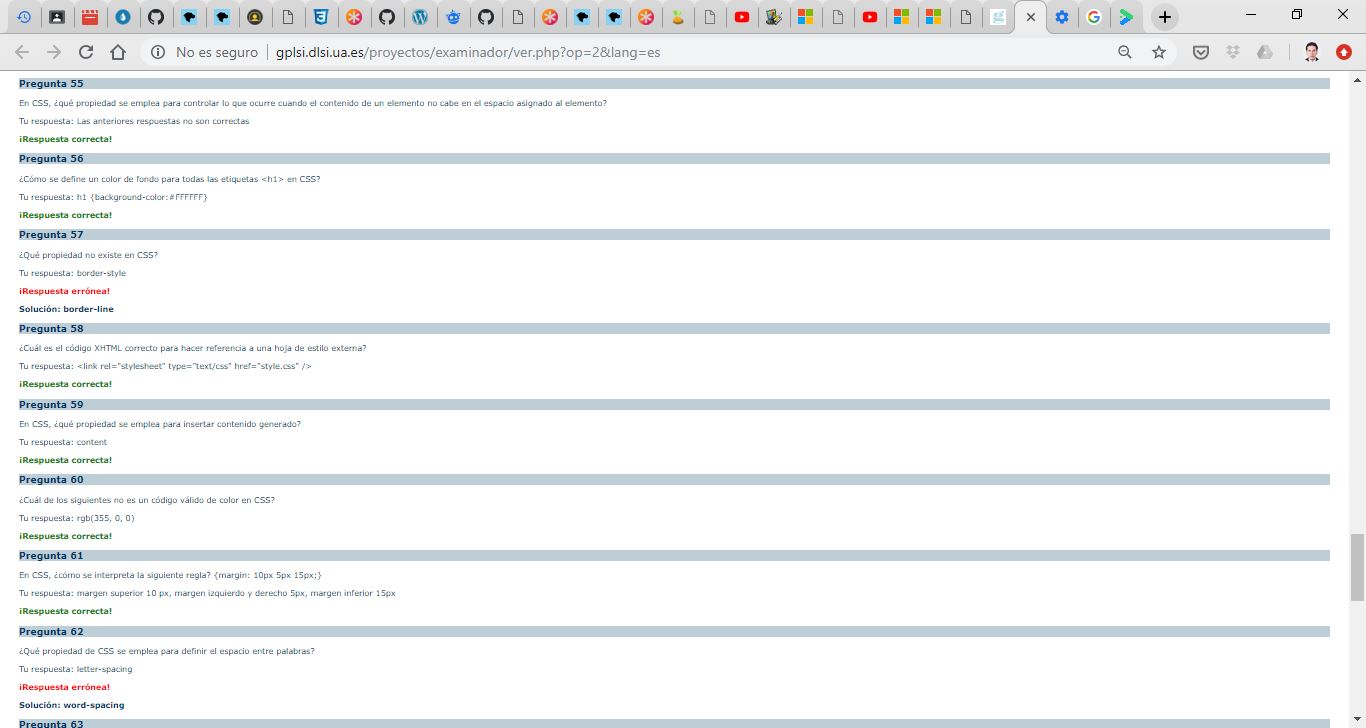 No es seguro
gplsi.dlsi.ua.es/proyectos/examinador/ver.php?op=2&lang=es
Pregunta 55
En CSS, ¿qué propiedad se emplea para controlar lo que ocurre cuando el contenido de un elemento no cabe en el espacio asignado al elemento?
Tu respuesta: Las anteriores respuestas no son correctas
¡Respuesta correcta!
Pregunta 56
¿Cómo se define un color de fondo para todas las etiquetas <h1> en CSS?
Tu respuesta: h1 {background-color:#FFFFFF}
¡Respuesta correcta!
Pregunta 57
¿Qué propiedad no existe en CSS?
Tu respuesta: border-style
¡Respuesta errónea!
Solución: border-line
Pregunta 58
¿Cuál es el código XHTML correcto para hacer referencia a una hoja de estilo externa?
Tu respuesta: <link rel="stylesheet" type="text/css" href="style.css" />
¡Respuesta correcta!
Pregunta 59
En CSS, ¿qué propiedad se emplea para insertar contenido generado?
Tu respuesta: content
¡Respuesta correcta!
Pregunta 60
¿Cuál de los siguientes no es un código válido de color en CSS?
Tu respuesta: rgb(355, 0, 0)
¡Respuesta correcta!
Pregunta 61
En CSS, ¿cómo se interpreta la siguiente regla? {margin: 10px 5px 15px;}
Tu respuesta: margen superior 10 px, margen izquierdo y derecho 5px, margen inferior 15px
¡Respuesta correcta!
Pregunta 62
¿Qué propiedad de CSS se emplea para definir el espacio entre palabras?
Tu respuesta: letter-spacing
¡Respuesta errónea!
Solución: word-spacing
Pregunta 63